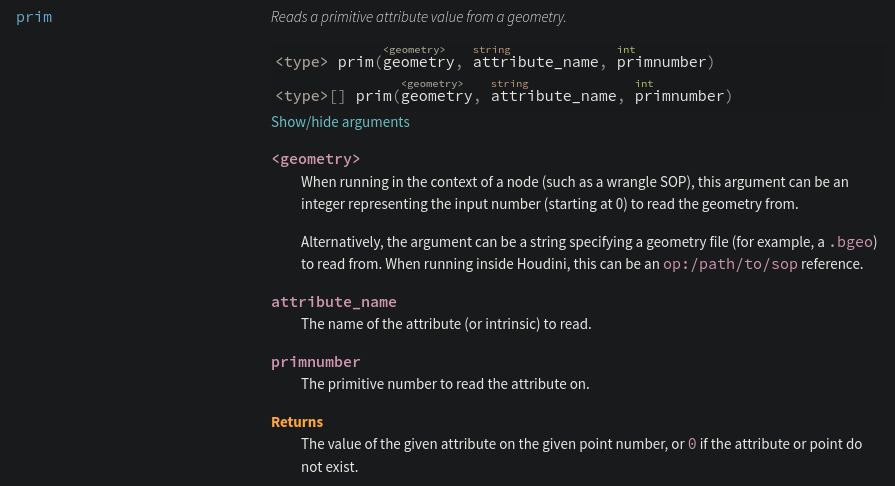 prim
Reads a primitive attribute value from a geometry.
<geometry> string int
<type> prim(geometry, attribute_name, primnumber)
<geometry> string int
<type>[] prim(geometry, attribute_name, primnumber)
Show/hide arguments
<geometry>
When running in the context of a node (such as a wrangle SOP), this argument can be an
integer representing the input number (starting at 0) to read the geometry from.
Alternatively, the argument can be a string specifying a geometry file (for example, a .bgeo)
to read from. When running inside Houdini, this can be an op:/path/to/sop reference.
attribute_name
The name of the attribute (or intrinsic) to read.
primnumber
The primitive number to read the attribute on.
Returns
The value of the given attribute on the given point number, or 0 if the attribute or point do
not exist.